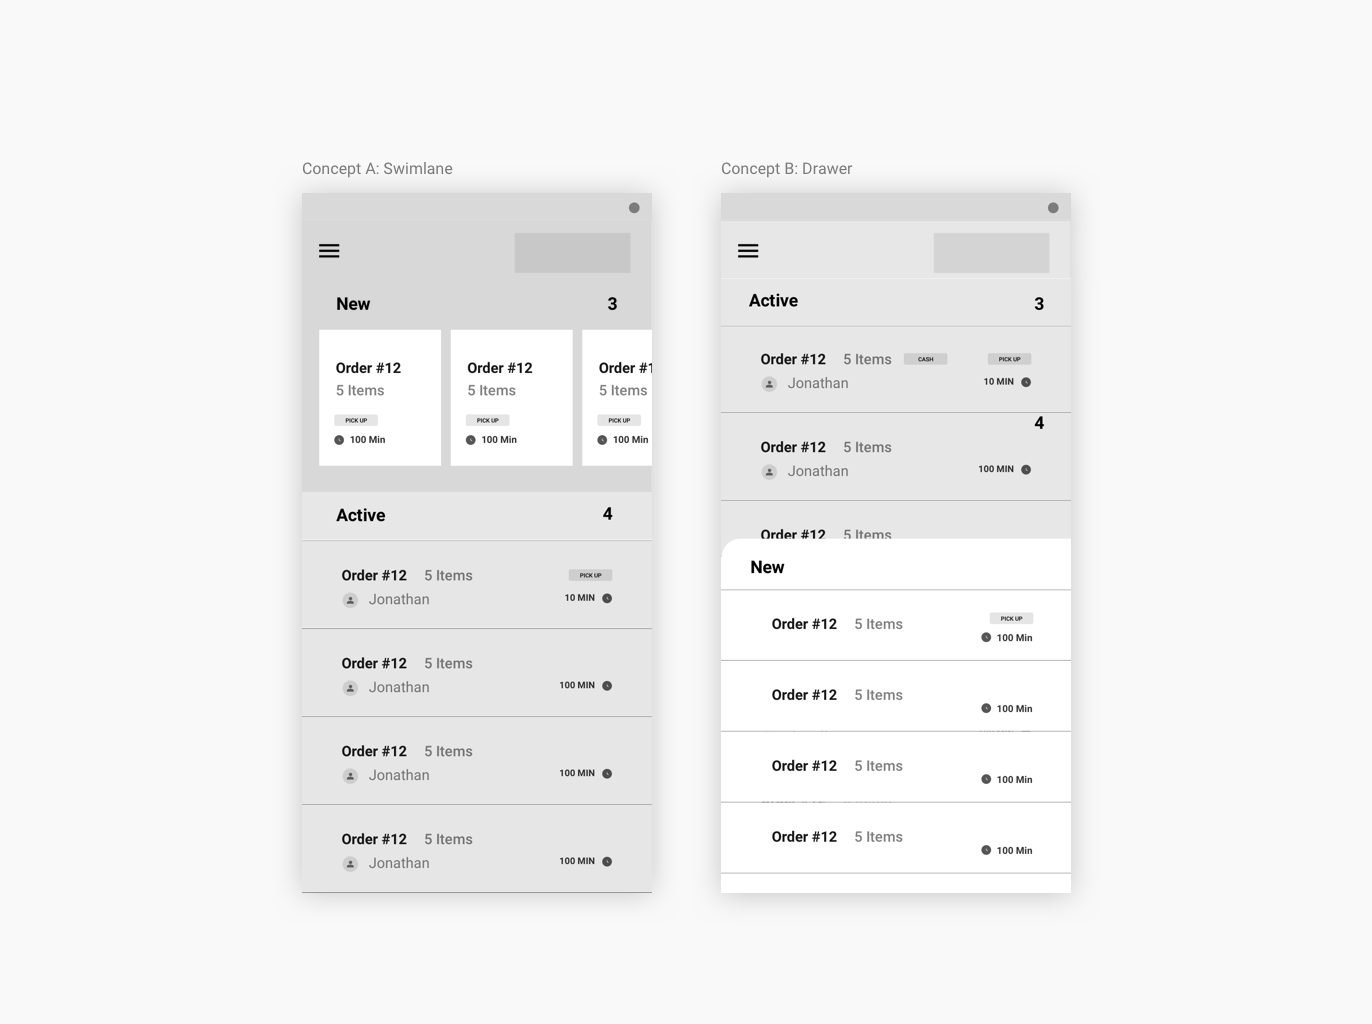 Concept A: Swimlane
New 3
Order #12
5 Items
PICK UP
100 Min
Order #12
5 Items
PICK UP
100 Min
Order #1
5 Items
PICK UP
100 Min
Active 4
Order #12 5 Items PICK UP
Jonathan 10 MIN
Order #12 5 Items
Jonathan 100 MIN
Order #12 5 Items
Jonathan 100 MIN
Order #12 5 Items
Jonathan 100 MIN
Concept B: Drawer
Active 3
Order #12 5 Items CASH PICK UP
Jonathan 10 MIN
4
Order #12 5 Items
Jonathan 100 MIN
Order #12 5 Items
New
PICK UP
Order #12 5 Items
100 Min
Order #12 5 Items
100 Min
Order #12 5 Items
100 Min
Order #12 5 Items
100 Min